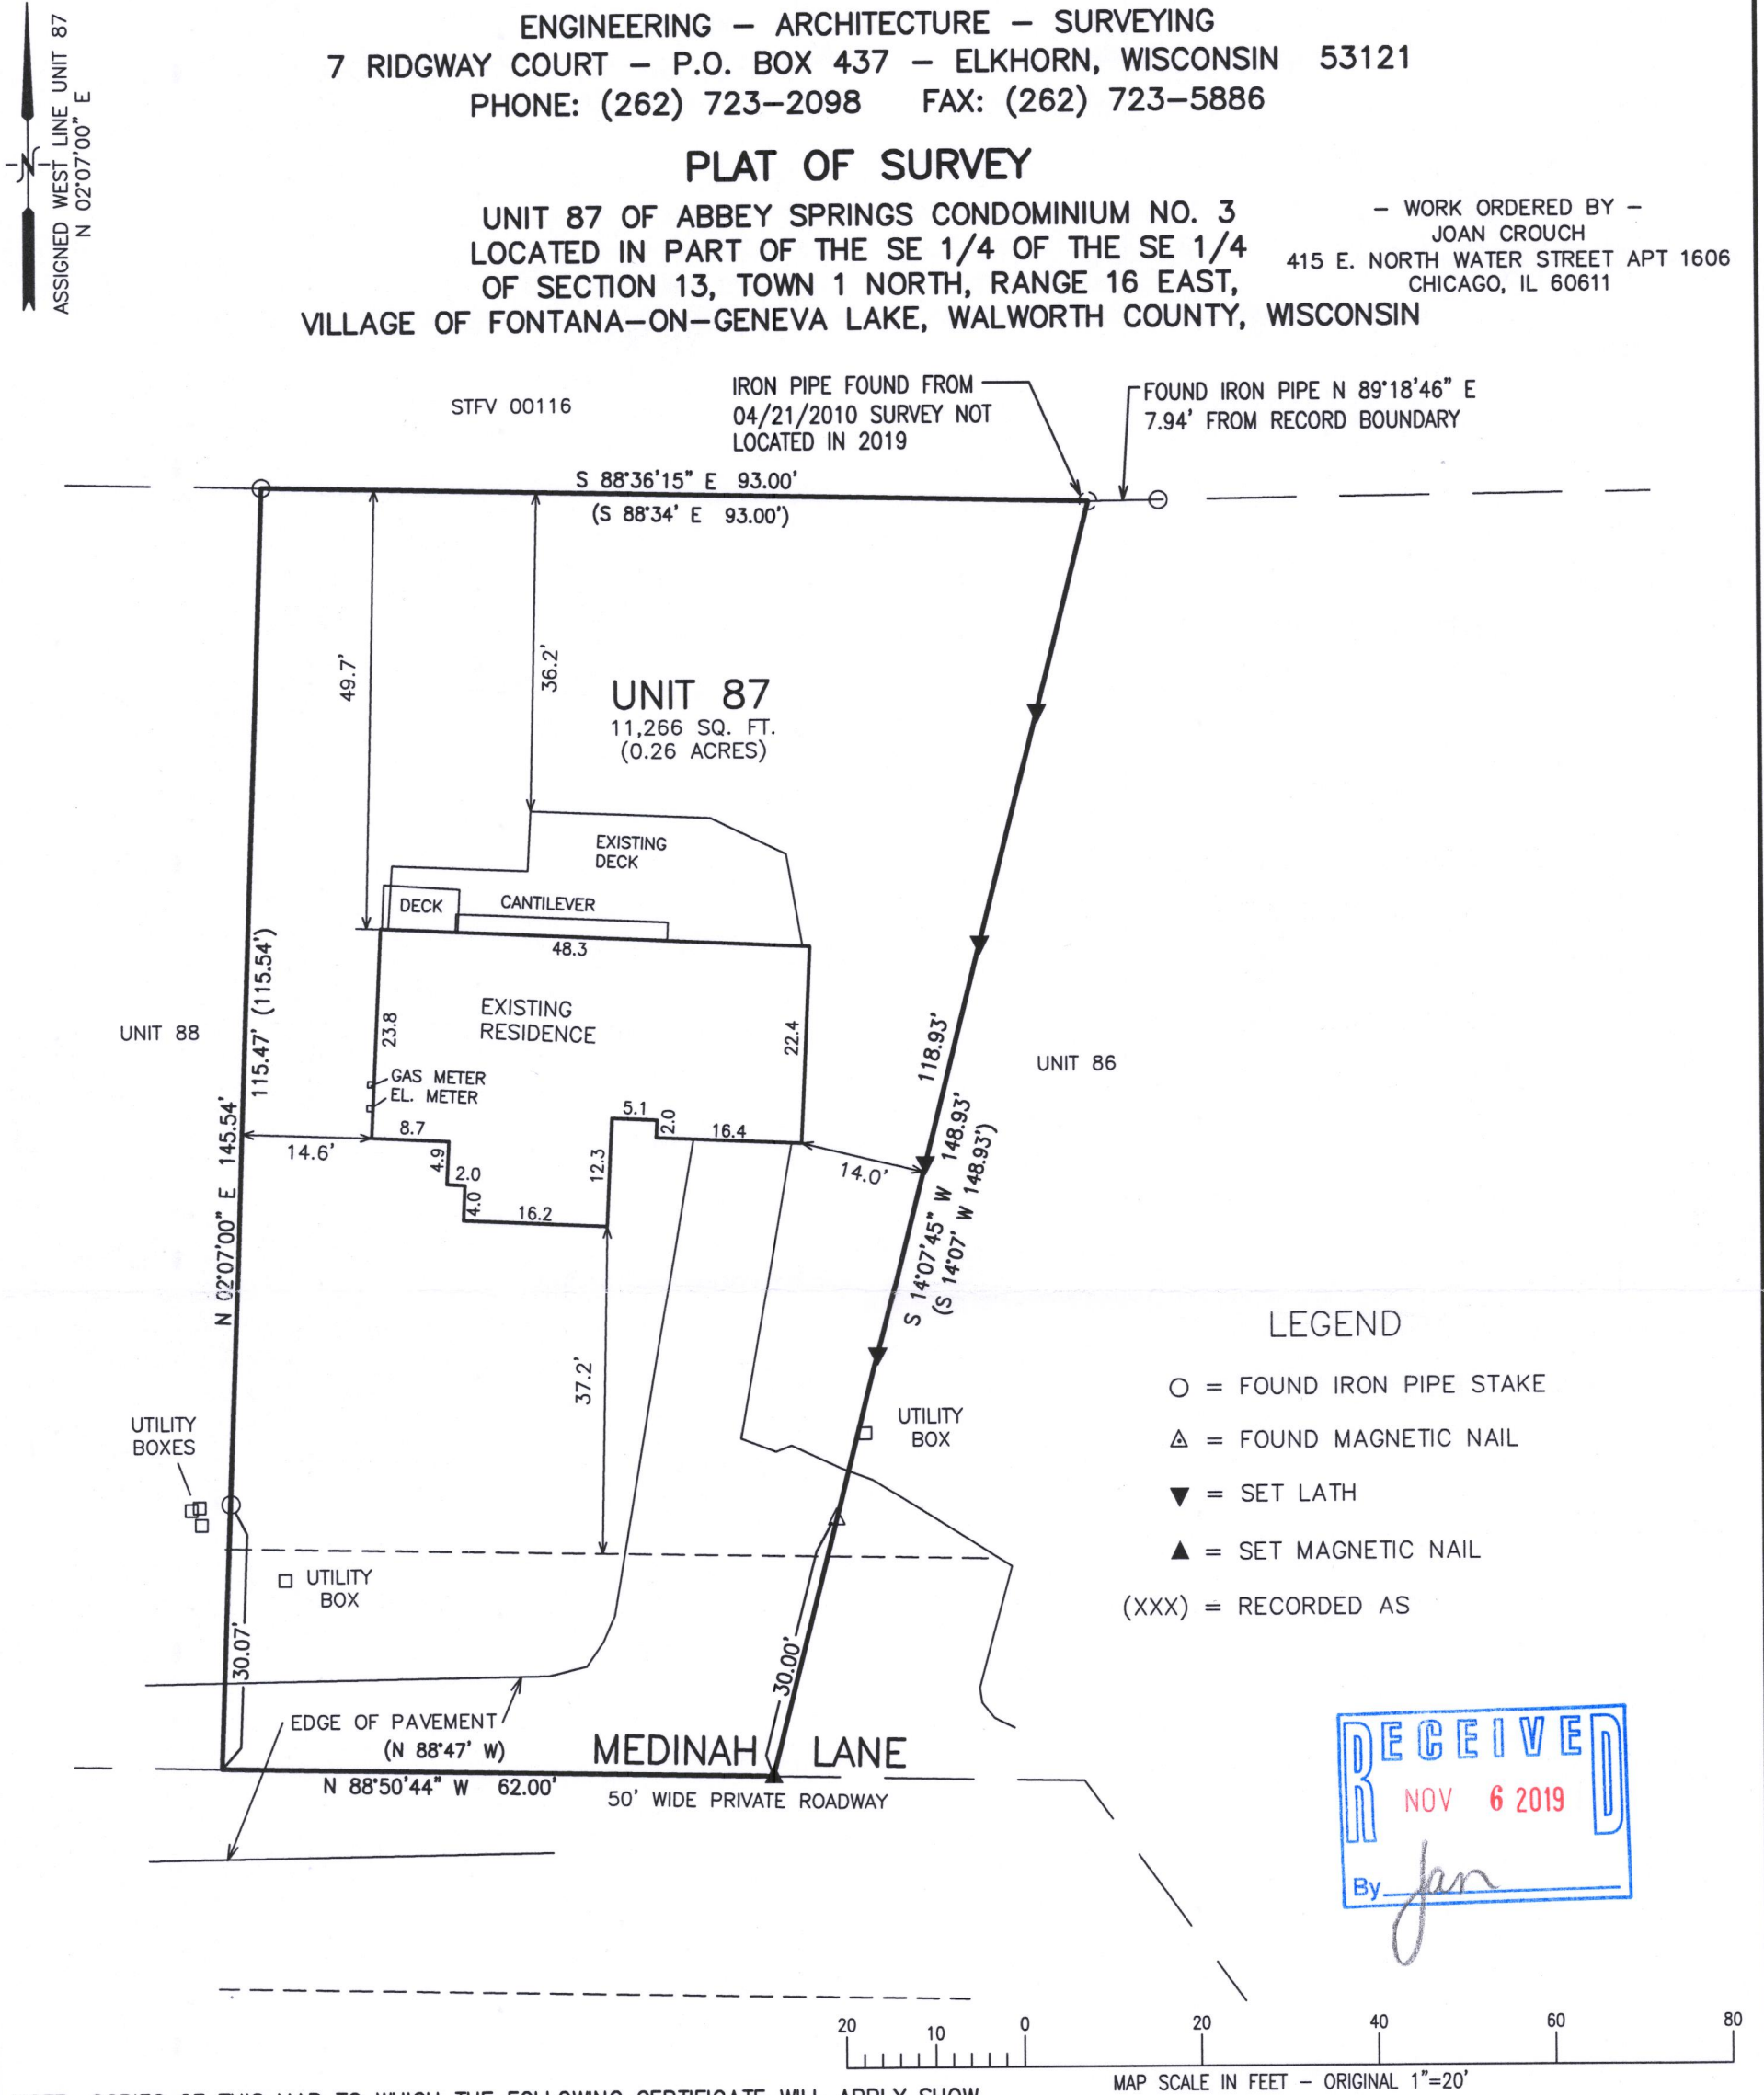 ENGINEERING – ARCHITECTURE – SURVEYING
7 RIDGWAY COURT – P.O. BOX 437 – ELKHORN, WISCONSIN 53121
PHONE: (262) 723–2098 FAX: (262) 723–5886
ASSIGNED WEST LINE UNIT 87
N 02°07'00" E
N
PLAT OF SURVEY
UNIT 87 OF ABBEY SPRINGS CONDOMINIUM NO. 3
LOCATED IN PART OF THE SE 1/4 OF THE SE 1/4
OF SECTION 13, TOWN 1 NORTH, RANGE 16 EAST,
VILLAGE OF FONTANA–ON–GENEVA LAKE, WALWORTH COUNTY, WISCONSIN
– WORK ORDERED BY –
JOAN CROUCH
415 E. NORTH WATER STREET APT 1606
CHICAGO, IL 60611
STFV 00116
IRON PIPE FOUND FROM
04/21/2010 SURVEY NOT
LOCATED IN 2019
FOUND IRON PIPE N 89°18'46" E
7.94' FROM RECORD BOUNDARY
S 88°36'15" E 93.00'
(S 88°34' E 93.00')
49.7'
36.2'
UNIT 87
11,266 SQ. FT.
(0.26 ACRES)
EXISTING
DECK
DECK
CANTILEVER
48.3
115.47' (115.54')
N 02°07'00" E 145.54'
UNIT 88
23.8
EXISTING
RESIDENCE
22.4
118.93'
UNIT 86
GAS METER
EL. METER
8.7
5.1
2.0
16.4
14.6'
4.9
2.0
4.0
12.3
16.2
14.0'
S 14°07'45" W 148.93'
(S 14°07' W 148.93')
37.2'
LEGEND
= FOUND IRON PIPE STAKE
= FOUND MAGNETIC NAIL
= SET LATH
= SET MAGNETIC NAIL
(XXX) = RECORDED AS
UTILITY
BOXES
UTILITY
BOX
UTILITY
BOX
30.07'
30.00'
EDGE OF PAVEMENT
(N 88°47' W)
MEDINAH LANE
N 88°50'44" W 62.00'
50' WIDE PRIVATE ROADWAY
RECEIVED
NOV 6 2019
By Jan
20 10 0 20 40 60 80
MAP SCALE IN FEET – ORIGINAL 1"=20'
COPIES OF THIS MAP TO WHICH THE FOLLOWING CERTIFICATE WILL APPLY SHOW